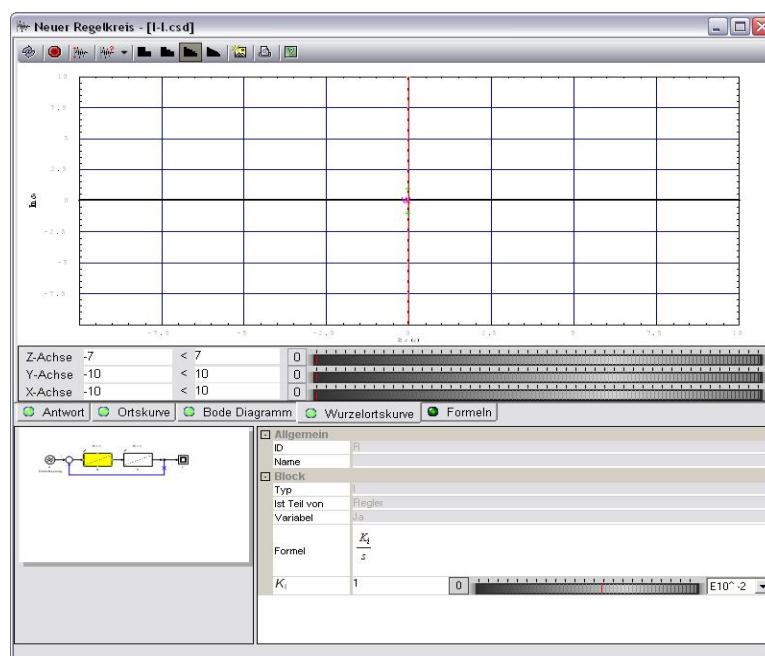 Neuer Regelkreis - [I-I.csd]
10
7.5
5
2.5
0
-2.5
-5
-7.5
-7.5
-5
-2.5
0
2.5
5
7.5
10
Z-Achse -7 < 7 0
Y-Achse -10 < 10 0
X-Achse -10 < 10 0
Antwort Ortskurve Bode Diagramm Wurzelortskurve Formeln
Allgemein
ID R
Name
Block
Typ I
Ist Teil von Regler
Variabel Ja
Formel Ki
s
Ki 1 0 E10^ -2